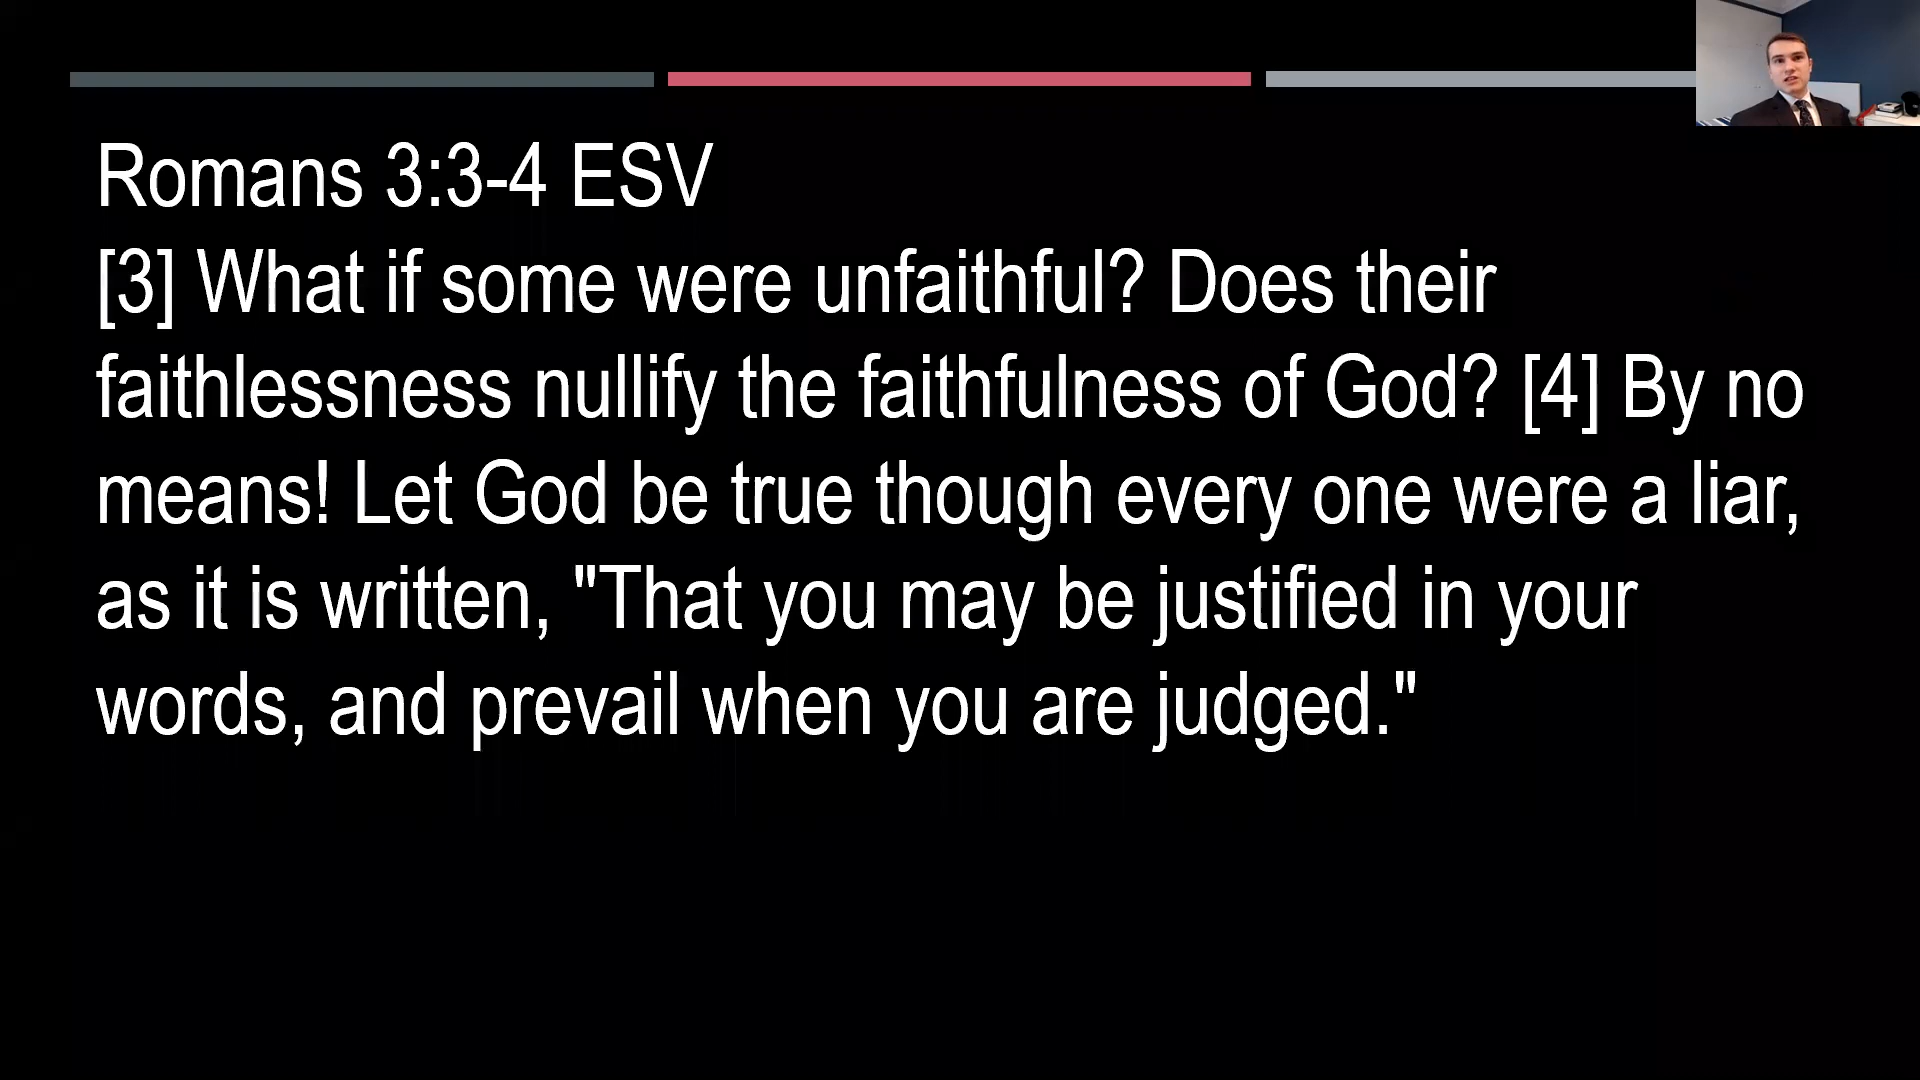 Romans 3:3-4 ESV
[3] What if some were unfaithful? Does their
faithlessness nullify the faithfulness of God? [4] By no
means! Let God be true though every one were a liar,
as it is written, "That you may be justified in your
words, and prevail when you are judged."